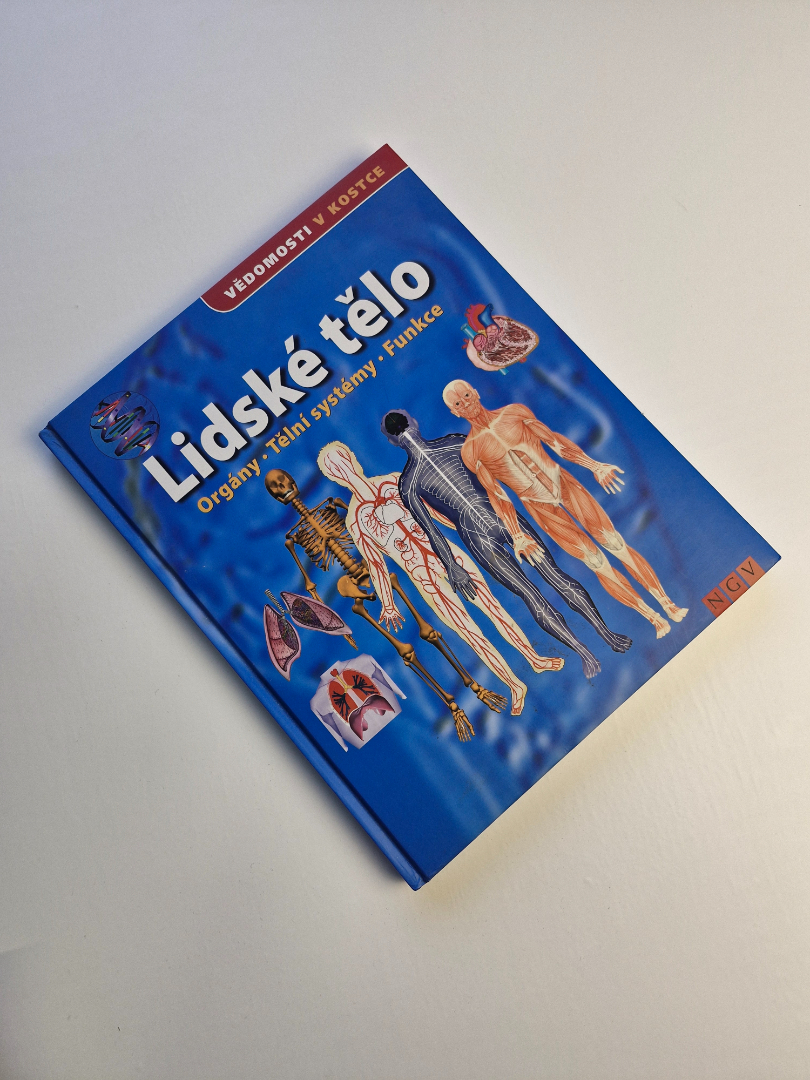 VĚDOMOSTI V KOSTCE
Lidské tělo
Orgány • Tělní systémy • Funkce
NGV